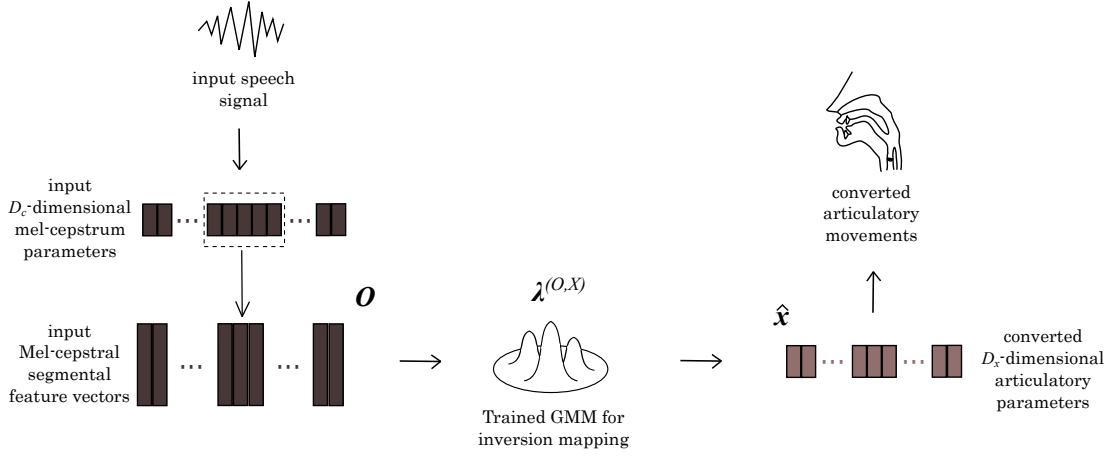 input speech
signal
input
D_c-dimensional
mel-cepstrum
parameters
...
...
O
input
Mel-cepstral
segmental
feature vectors
...
...
λ^(O,X)
Trained GMM for
inversion mapping
converted
articulatory
movements
x̂
...
...
converted
D_x-dimensional
articulatory
parameters